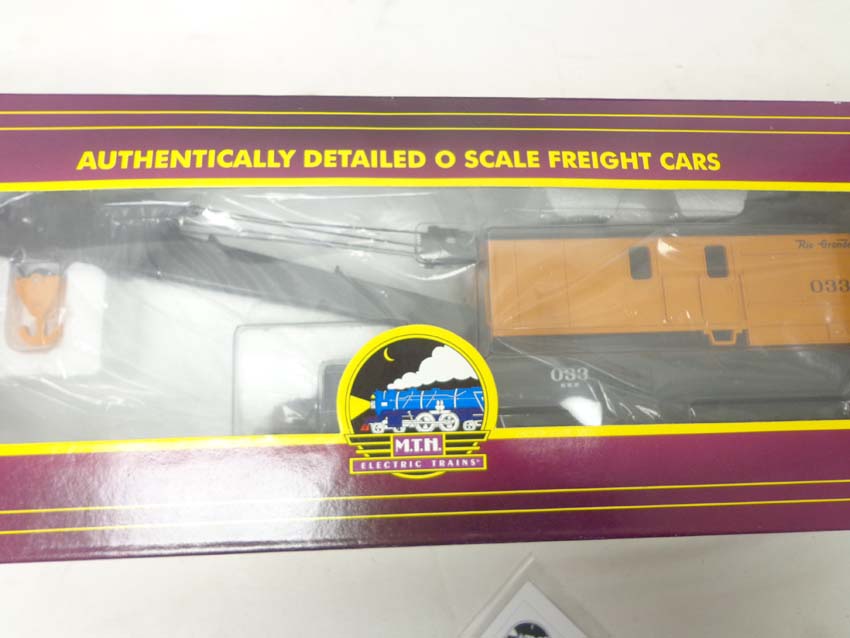 AUTHENTICALLY DETAILED O SCALE FREIGHT CARS
Rio Grande
033
033
M.T.H.
ELECTRIC TRAINS®